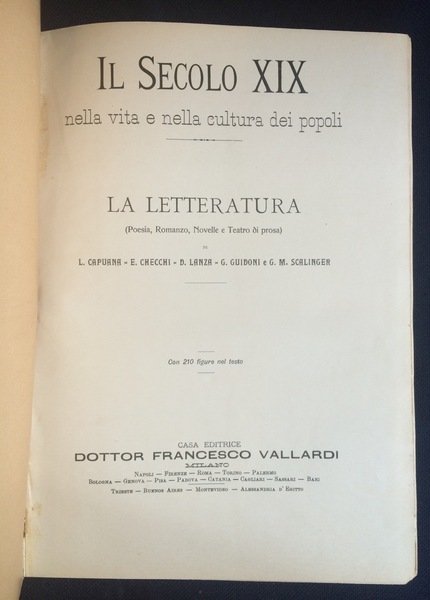 IL SECOLO XIX
nella vita e nella cultura dei popoli
LA LETTERATURA
(Poesia, Romanzo, Novelle e Teatro di prosa)
DI
L. CAPUANA - E. CHECCHI - D. LANZA - G. GUIDONI e G. M. SCALINGER
Con 210 figure nel testo
CASA EDITRICE
DOTTOR FRANCESCO VALLARDI
MILANO
NAPOLI — FIRENZE — ROMA — TORINO — PALERMO
BOLOGNA — GENOVA — PISA — PADOVA — CATANIA — CAGLIARI — SASSARI — BARI
TRIESTE — BUENOS AIRES — MONTEVIDEO — ALESSANDRIA D'EGITTO